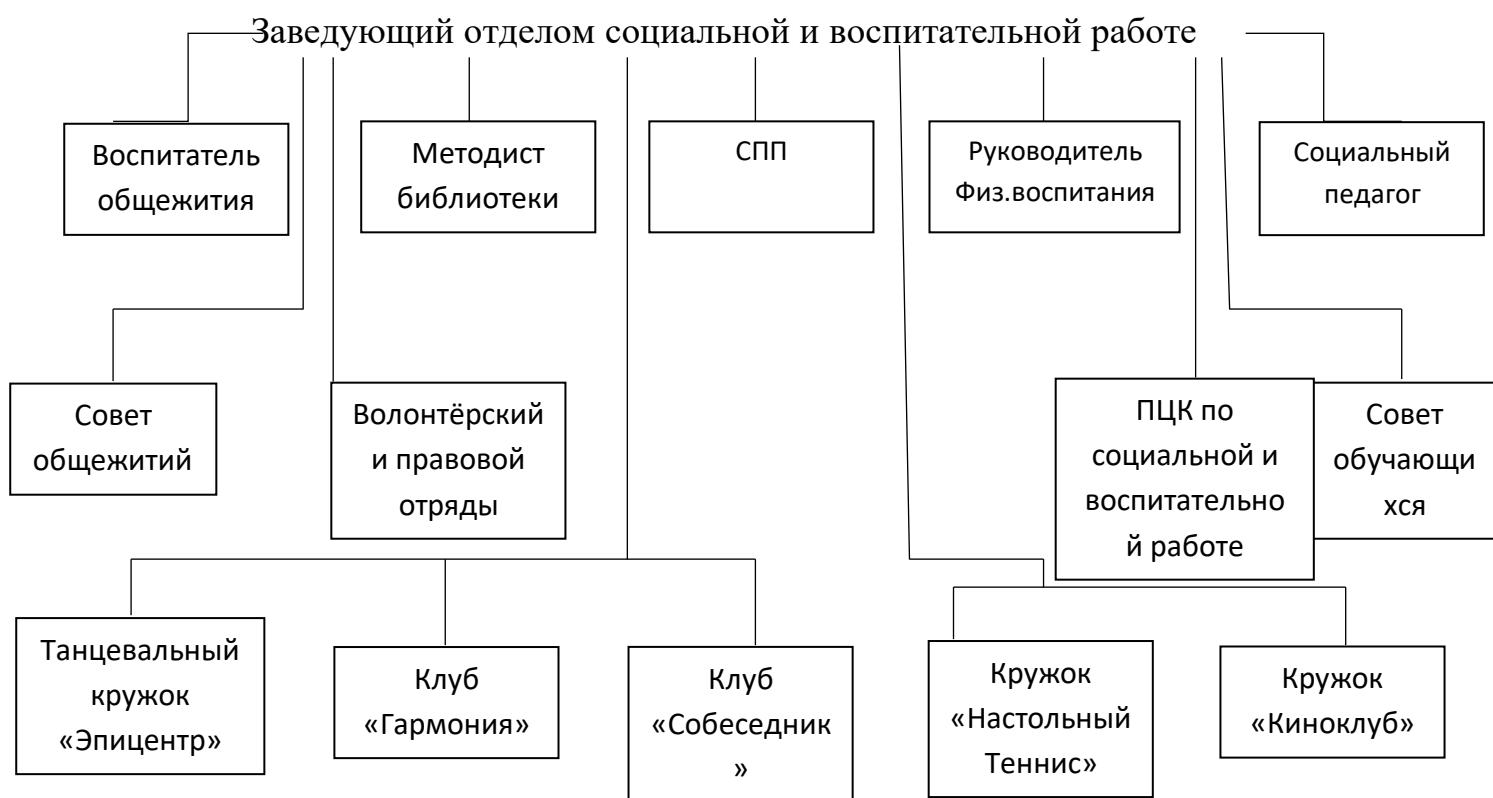 Заведующий отделом социальной и воспитательной работе
Воспитатель
общежития
Методист
библиотеки
СПП
Руководитель
Физ.воспитания
Социальный
педагог
Совет
общежитий
Волонтёрский
и правовой
отряды
ПЦК по
социальной и
воспитательно
й работе
Совет
обучающи
хся
Танцевальный
кружок
«Эпицентр»
Клуб
«Гармония»
Клуб
«Собеседник
»
Кружок
«Настольный
Теннис»
Кружок
«Киноклуб»